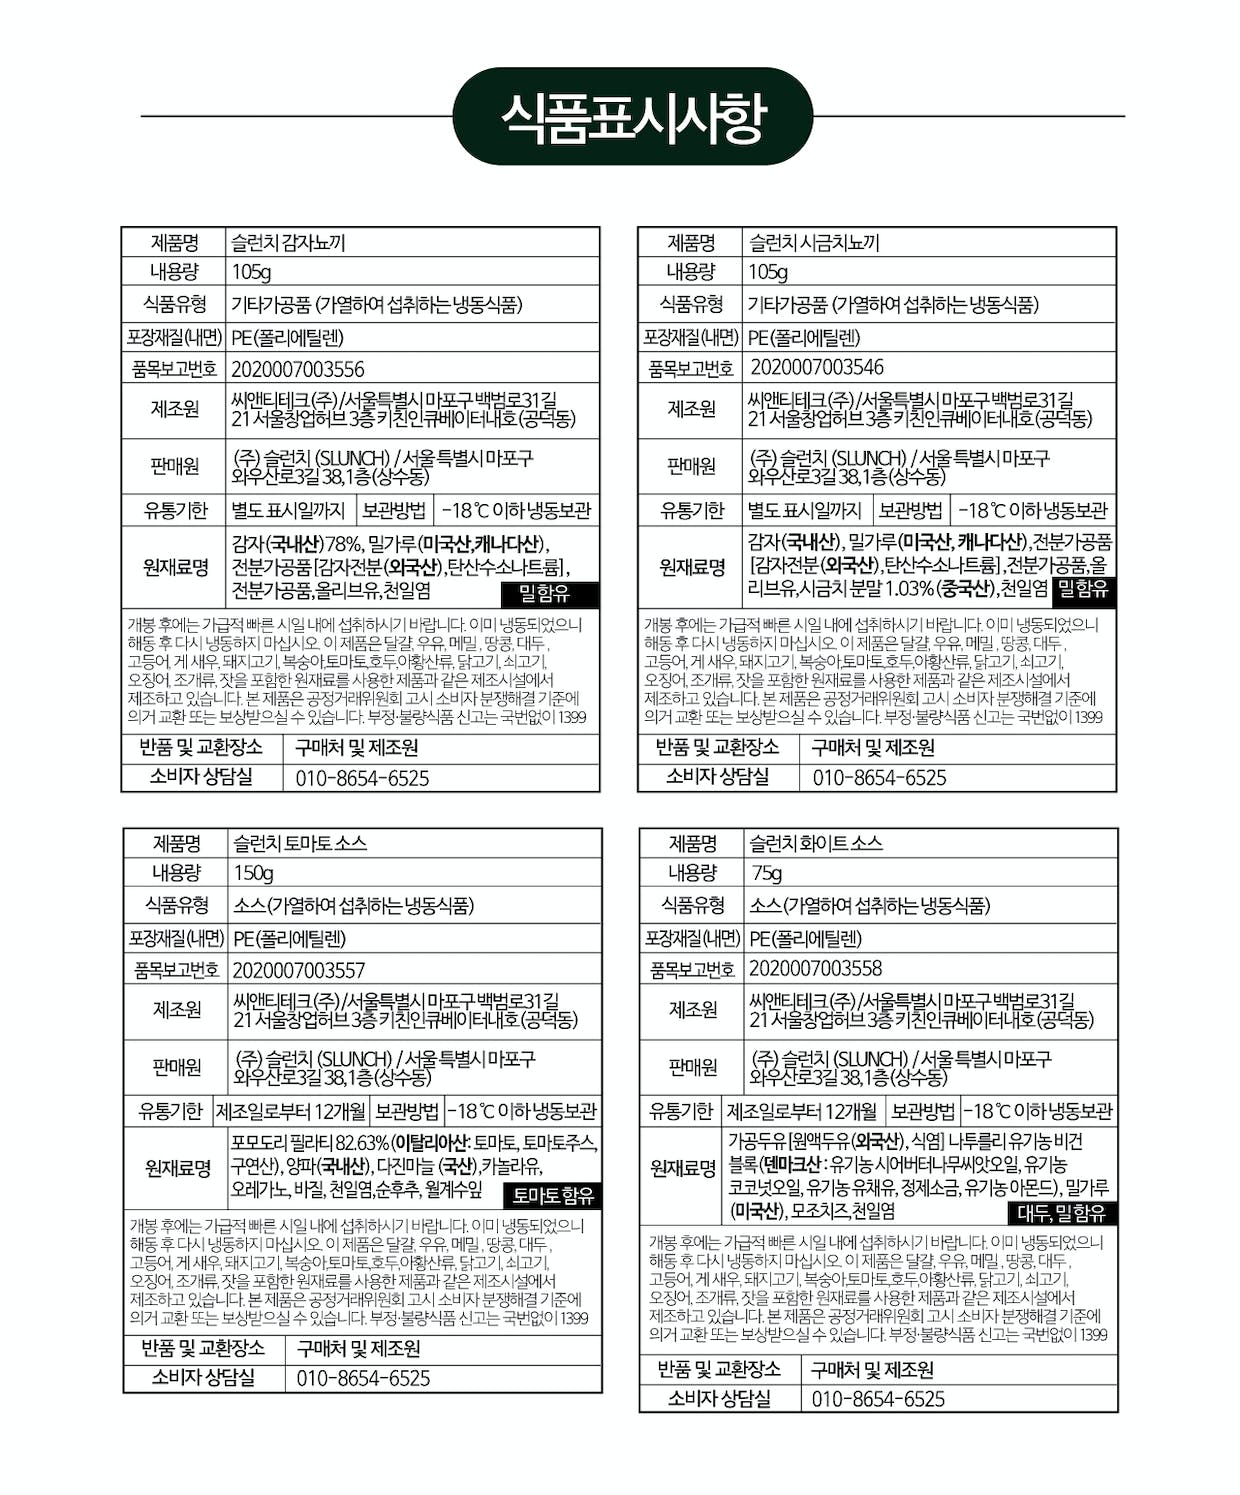 식품표시사항
제품명 슬런치 감자뇨끼
내용량 105g
식품유형 기타가공품 (가열하여 섭취하는 냉동식품)
포장재질(내면) PE(폴리에틸렌)
품목보고번호 2020007003556
제조원 씨앤티테크(주)/서울특별시 마포구 백범로31길
21 서울창업허브 3층 키친인큐베이터내호(공덕동)
판매원 (주) 슬런치 (SLUNCH) / 서울 특별시 마포구
와우산로3길 38,1층(상수동)
유통기한 별도 표시일까지 보관방법 -18℃ 이하 냉동보관
원재료명 감자(국내산)78%, 밀가루(미국산,캐나다산),
전분가공품[감자전분(외국산),탄산수소나트륨],
전분가공품,올리브유,천일염 밀 함유
개봉 후에는 가급적 빠른 시일 내에 섭취하시기 바랍니다. 이미 냉동되었으니
해동 후 다시 냉동하지 마십시오. 이 제품은 달걀, 우유, 메밀 , 땅콩, 대두 ,
고등어, 게 새우, 돼지고기, 복숭아,토마토,호두,아황산류, 닭고기, 쇠고기,
오징어, 조개류, 잣을 포함한 원재료를 사용한 제품과 같은 제조시설에서
제조하고 있습니다. 본 제품은 공정거래위원회 고시 소비자 분쟁해결 기준에
의거 교환 또는 보상받으실 수 있습니다. 부정·불량식품 신고는 국번없이 1399
반품 및 교환장소 구매처 및 제조원
소비자 상담실 010-8654-6525
제품명 슬런치 시금치뇨끼
내용량 105g
식품유형 기타가공품 (가열하여 섭취하는 냉동식품)
포장재질(내면) PE(폴리에틸렌)
품목보고번호 2020007003546
제조원 씨앤티테크(주)/서울특별시 마포구 백범로31길
21 서울창업허브 3층 키친인큐베이터내호(공덕동)
판매원 (주) 슬런치 (SLUNCH) / 서울 특별시 마포구
와우산로3길 38,1층(상수동)
유통기한 별도 표시일까지 보관방법 -18℃ 이하 냉동보관
원재료명 감자(국내산), 밀가루(미국산, 캐나다산),전분가공품
[감자전분(외국산),탄산수소나트륨],전분가공품,올
리브유,시금치 분말 1.03%(중국산),천일염 밀 함유
개봉 후에는 가급적 빠른 시일 내에 섭취하시기 바랍니다. 이미 냉동되었으니
해동 후 다시 냉동하지 마십시오. 이 제품은 달걀, 우유, 메밀 , 땅콩, 대두 ,
고등어, 게 새우, 돼지고기, 복숭아,토마토,호두,아황산류, 닭고기, 쇠고기,
오징어, 조개류, 잣을 포함한 원재료를 사용한 제품과 같은 제조시설에서
제조하고 있습니다. 본 제품은 공정거래위원회 고시 소비자 분쟁해결 기준에
의거 교환 또는 보상받으실 수 있습니다. 부정·불량식품 신고는 국번없이 1399
반품 및 교환장소 구매처 및 제조원
소비자 상담실 010-8654-6525
제품명 슬런치 토마토 소스
내용량 150g
식품유형 소스(가열하여 섭취하는 냉동식품)
포장재질(내면) PE(폴리에틸렌)
품목보고번호 2020007003557
제조원 씨앤티테크(주)/서울특별시 마포구 백범로31길
21 서울창업허브 3층 키친인큐베이터내호(공덕동)
판매원 (주) 슬런치 (SLUNCH) / 서울 특별시 마포구
와우산로3길 38,1층(상수동)
유통기한 제조일로부터 12개월 보관방법 -18℃ 이하 냉동보관
원재료명 포모도리 필라티 82.63%(이탈리아산: 토마토, 토마토주스,
구연산), 양파(국내산), 다진마늘 (국산),카놀라유,
오레가노, 바질, 천일염,순후추, 월계수잎 토마토 함유
개봉 후에는 가급적 빠른 시일 내에 섭취하시기 바랍니다. 이미 냉동되었으니
해동 후 다시 냉동하지 마십시오. 이 제품은 달걀, 우유, 메밀 , 땅콩, 대두 ,
고등어, 게 새우, 돼지고기, 복숭아,토마토,호두,아황산류, 닭고기, 쇠고기,
오징어, 조개류, 잣을 포함한 원재료를 사용한 제품과 같은 제조시설에서
제조하고 있습니다. 본 제품은 공정거래위원회 고시 소비자 분쟁해결 기준에
의거 교환 또는 보상받으실 수 있습니다. 부정·불량식품 신고는 국번없이 1399
반품 및 교환장소 구매처 및 제조원
소비자 상담실 010-8654-6525
제품명 슬런치 화이트 소스
내용량 75g
식품유형 소스(가열하여 섭취하는 냉동식품)
포장재질(내면) PE(폴리에틸렌)
품목보고번호 2020007003558
제조원 씨앤티테크(주)/서울특별시 마포구 백범로31길
21 서울창업허브 3층 키친인큐베이터내호(공덕동)
판매원 (주) 슬런치 (SLUNCH) / 서울 특별시 마포구
와우산로3길 38,1층(상수동)
유통기한 제조일로부터 12개월 보관방법 -18℃ 이하 냉동보관
원재료명 가공두유[원액두유(외국산), 식염] 나투를리 유기농 비건
블록(덴마크산 : 유기농 시어버터나무씨앗오일, 유기농
코코넛오일, 유기농 유채유, 정제소금, 유기농 아몬드), 밀가루
(미국산), 모조치즈,천일염 대두, 밀 함유
개봉 후에는 가급적 빠른 시일 내에 섭취하시기 바랍니다. 이미 냉동되었으니
해동 후 다시 냉동하지 마십시오. 이 제품은 달걀, 우유, 메밀 , 땅콩, 대두 ,
고등어, 게 새우, 돼지고기, 복숭아,토마토,호두,아황산류, 닭고기, 쇠고기,
오징어, 조개류, 잣을 포함한 원재료를 사용한 제품과 같은 제조시설에서
제조하고 있습니다. 본 제품은 공정거래위원회 고시 소비자 분쟁해결 기준에
의거 교환 또는 보상받으실 수 있습니다. 부정·불량식품 신고는 국번없이 1399
반품 및 교환장소 구매처 및 제조원
소비자 상담실 010-8654-6525